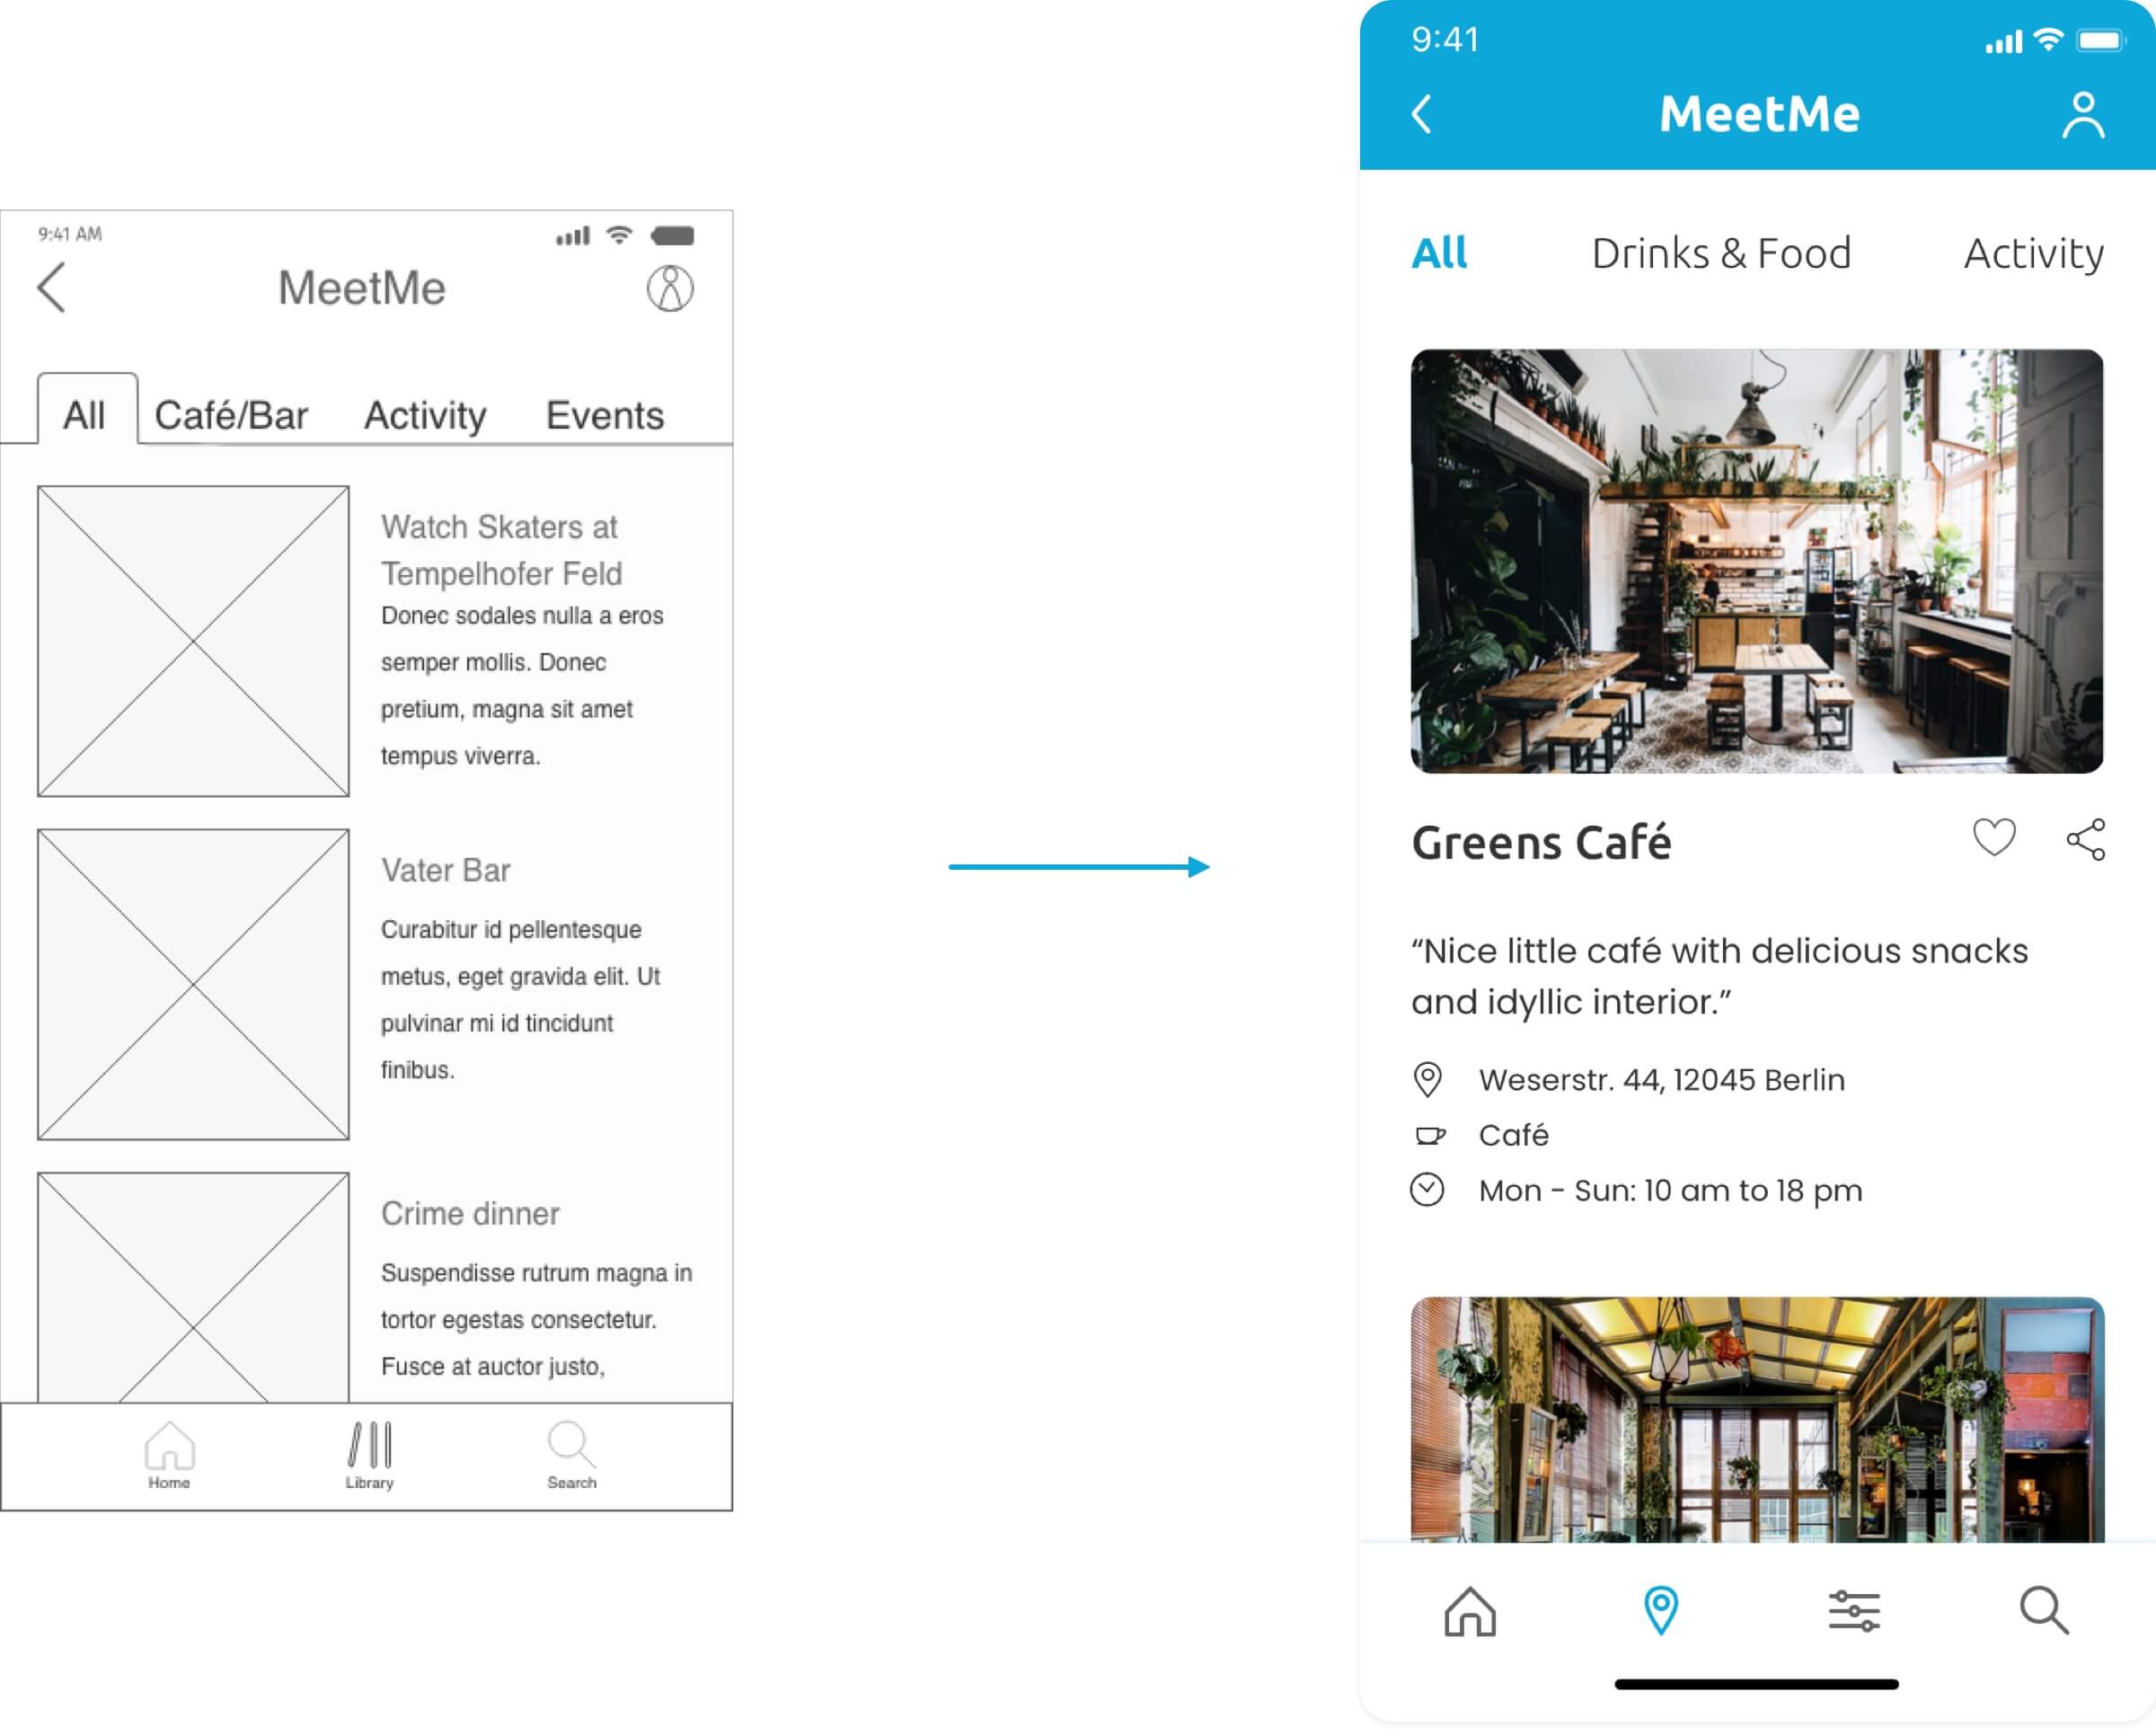 9:41 AM
MeetMe
All Café/Bar Activity Events
Watch Skaters at
Tempelhofer Feld
Donec sodales nulla a eros
semper mollis. Donec
pretium, magna sit amet
tempus viverra.
Vater Bar
Curabitur id pellentesque
metus, eget gravida elit. Ut
pulvinar mi id tincidunt
finibus.
Crime dinner
Suspendisse rutrum magna in
tortor egestas consectetur.
Fusce at auctor justo,
Home Library Search
9:41
MeetMe
All Drinks & Food Activity
Greens Café
“Nice little café with delicious snacks
and idyllic interior.”
Weserstr. 44, 12045 Berlin
Café
Mon - Sun: 10 am to 18 pm